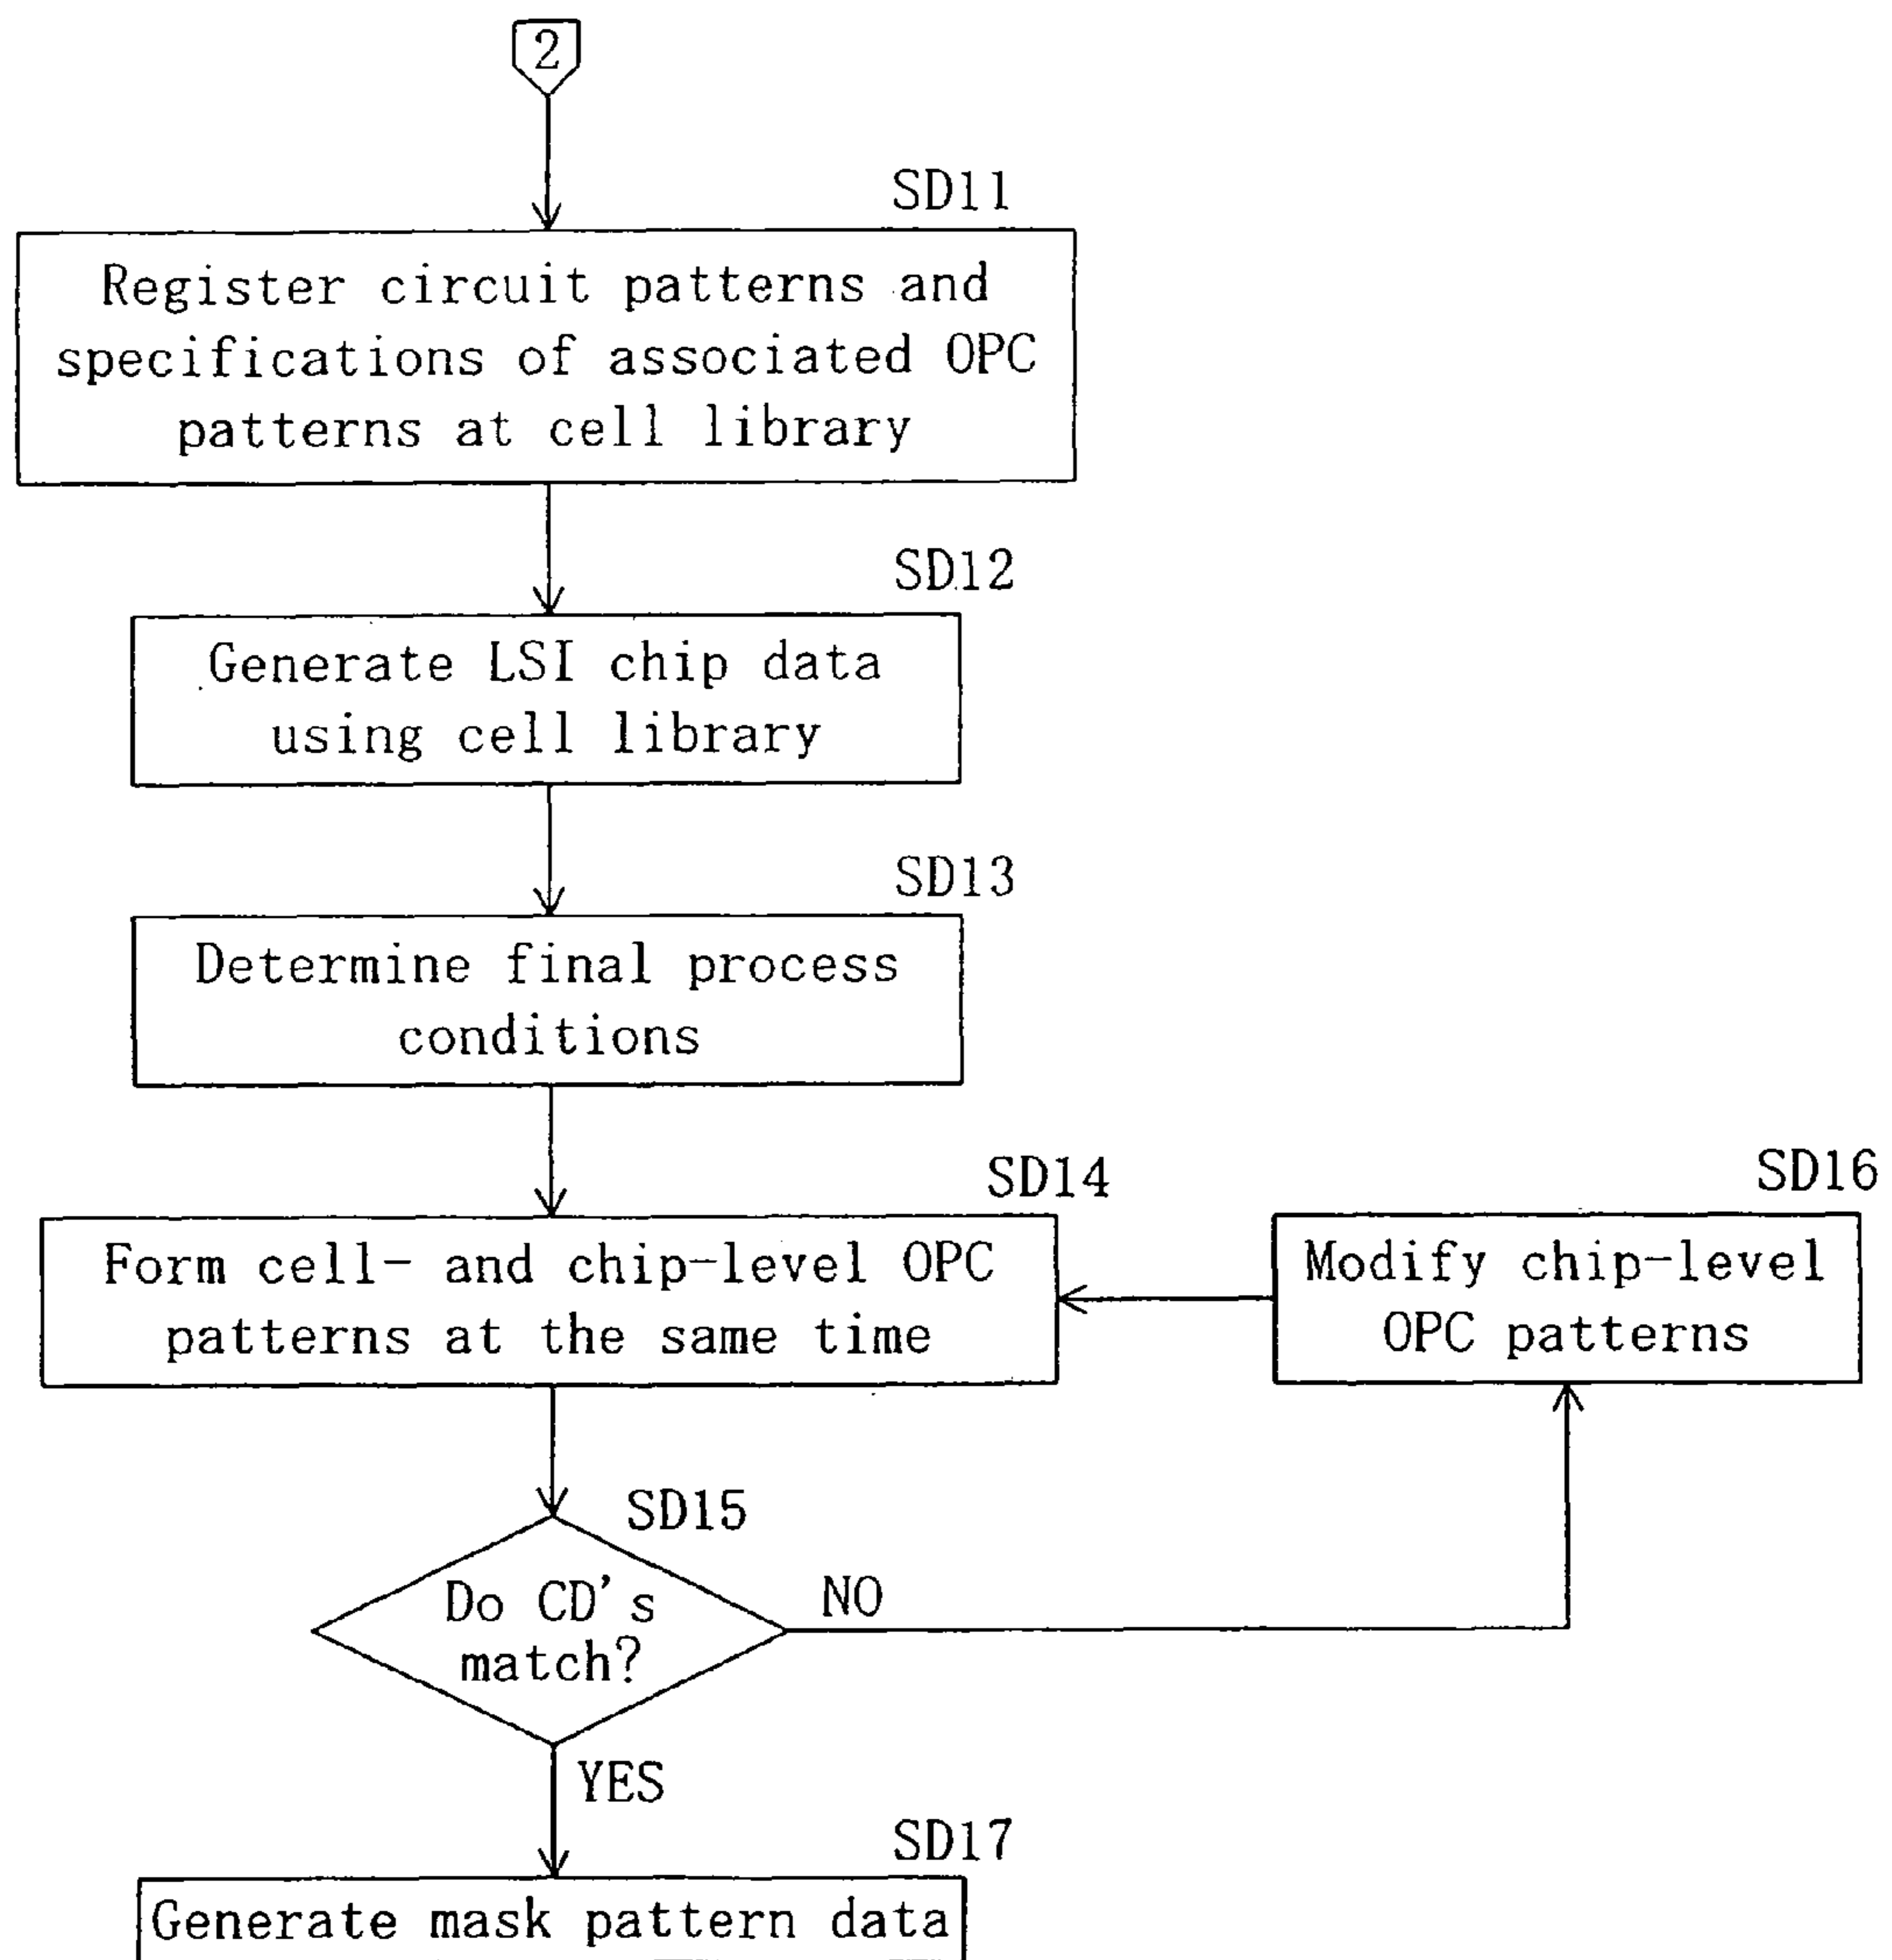 2
SD11
Register circuit patterns and
specifications of associated OPC
patterns at cell library
SD12
Generate LSI chip data
using cell library
SD13
Determine final process
conditions
SD14
Form cell- and chip-level OPC
patterns at the same time
SD16
Modify chip-level
OPC patterns
SD15
Do CD's
match?
NO
YES
SD17
Generate mask pattern data